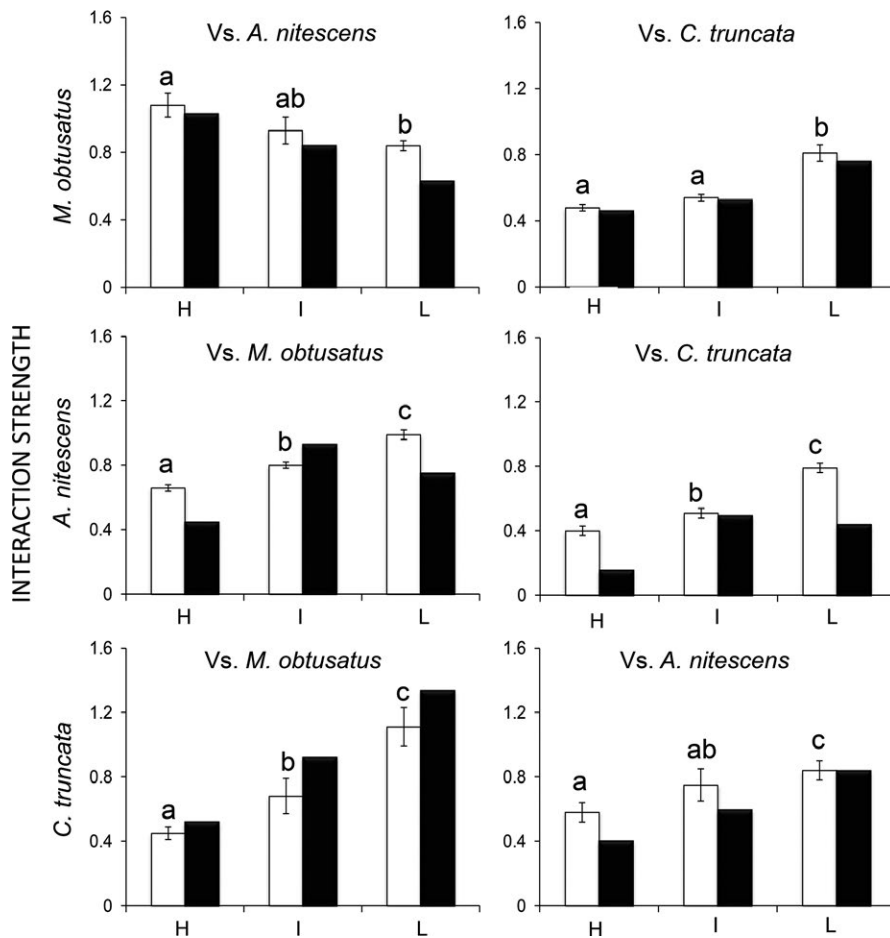 INTERACTION STRENGTH
M. obtusatus
Vs. A. nitescens
1.6
1.2
0.8
0.4
0
a
ab
b
H
I
L
Vs. C. truncata
1.6
1.2
0.8
0.4
0
a
a
b
H
I
L
A. nitescens
Vs. M. obtusatus
1.6
1.2
0.8
0.4
0
a
b
c
H
I
L
Vs. C. truncata
1.6
1.2
0.8
0.4
0
a
b
c
H
I
L
C. truncata
Vs. M. obtusatus
1.6
1.2
0.8
0.4
0
a
b
c
H
I
L
Vs. A. nitescens
1.6
1.2
0.8
0.4
0
a
ab
c
H
I
L